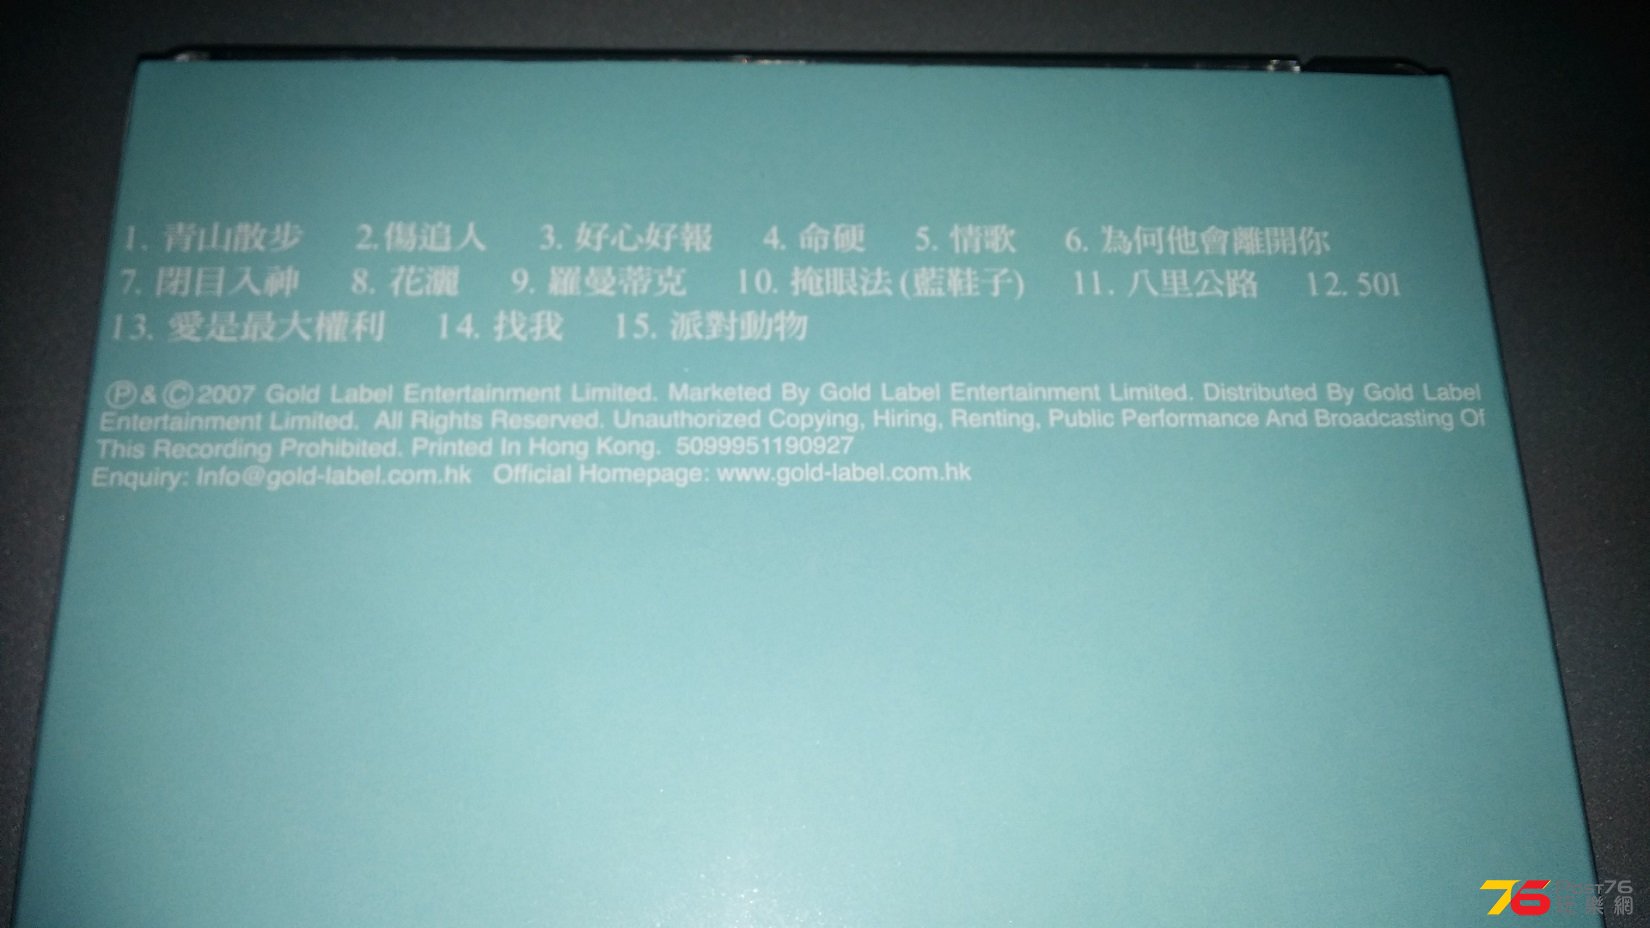 1. 青山散步 2.傷追人 3. 好心好報 4. 命硬 5. 情歌 6. 為何他會離開你
7. 閉目入神 8. 花灑 9. 羅曼蒂克 10. 掩眼法(藍鞋子) 11. 八里公路 12. 501
13. 愛是最大權利 14. 找我 15. 派對動物
Ⓟ & Ⓒ 2007 Gold Label Entertainment Limited. Marketed By Gold Label Entertainment Limited. Distributed By Gold Label
Entertainment Limited. All Rights Reserved. Unauthorized Copying, Hiring, Renting, Public Performance And Broadcasting Of
This Recording Prohibited. Printed In Hong Kong. 5099951190927
Enquiry: Info@gold-label.com.hk Official Homepage: www.gold-label.com.hk
76 Post76
玩樂網